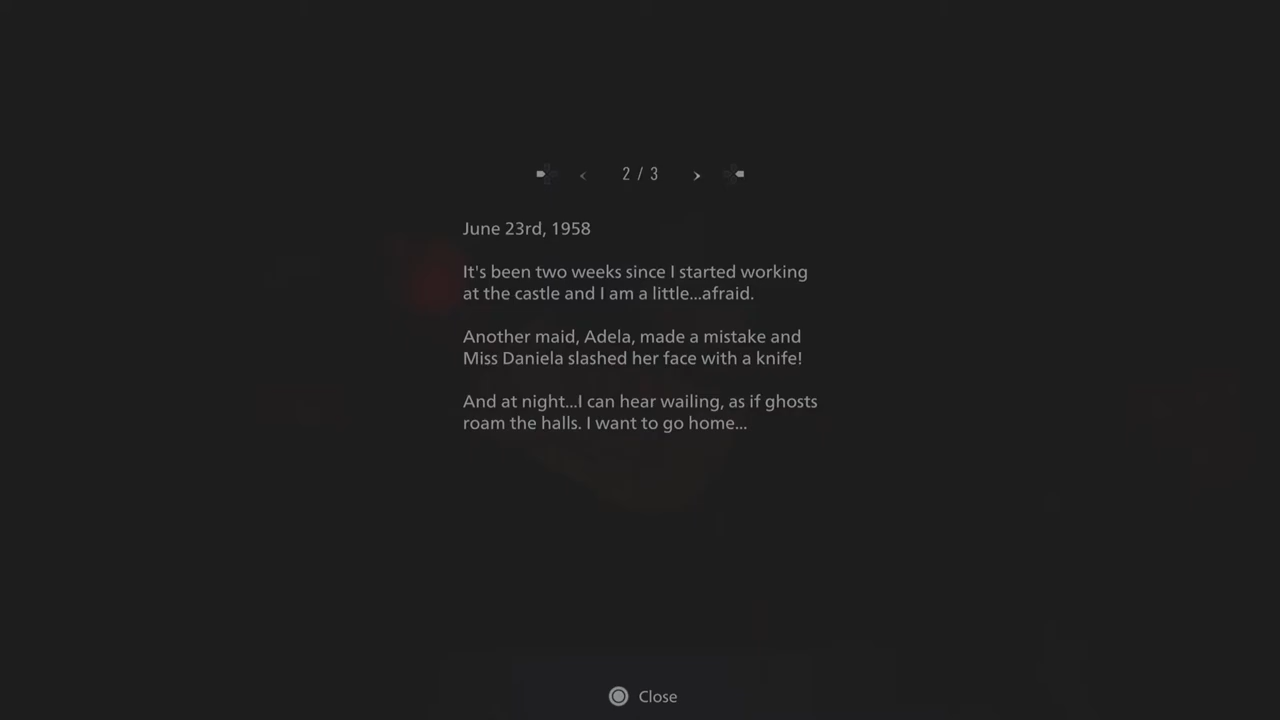 2 / 3
June 23rd, 1958
It's been two weeks since I started working
at the castle and I am a little...afraid.
Another maid, Adela, made a mistake and
Miss Daniela slashed her face with a knife!
And at night...I can hear wailing, as if ghosts
roam the halls. I want to go home...
Close